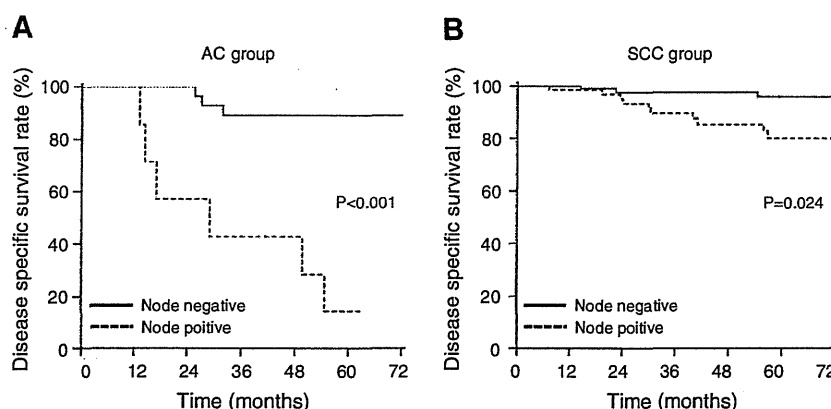 A
AC group
Disease specific survival rate (%)
100
80
60
40
20
0
P<0.001
Node negative
Node poitive
0 12 24 36 48 60 72
Time (months)
B
SCC group
Disease specific survival rate (%)
100
80
60
40
20
0
P=0.024
Node negative
Node poitive
0 12 24 36 48 60 72
Time (months)